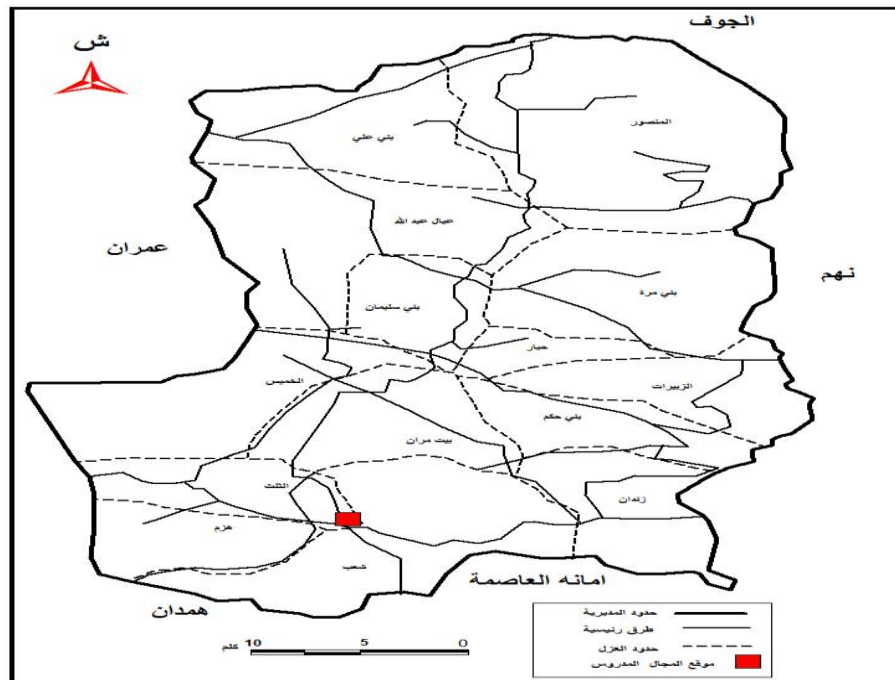 الجوف
ش
المنصور
بني علي
عيال عبد الله
عمران
نهم
بني مرة
بني سليمان
حبار
الزبيرات
الخميس
بني حكم
بيت مران
الثلث
زندان
هزم
شعب
امانه العاصمة
همدان
حدود المديرية
طرق رئيسية
حدود العزل
موقع المجال المدروس
10 5 0 كلم